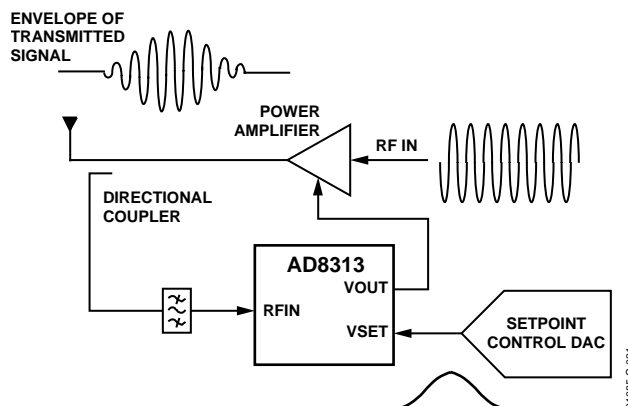 ENVELOPE OF
TRANSMITTED
SIGNAL
POWER
AMPLIFIER
RF IN
DIRECTIONAL
COUPLER
AD8313
VOUT
RFIN
VSET
SETPOINT
CONTROL DAC